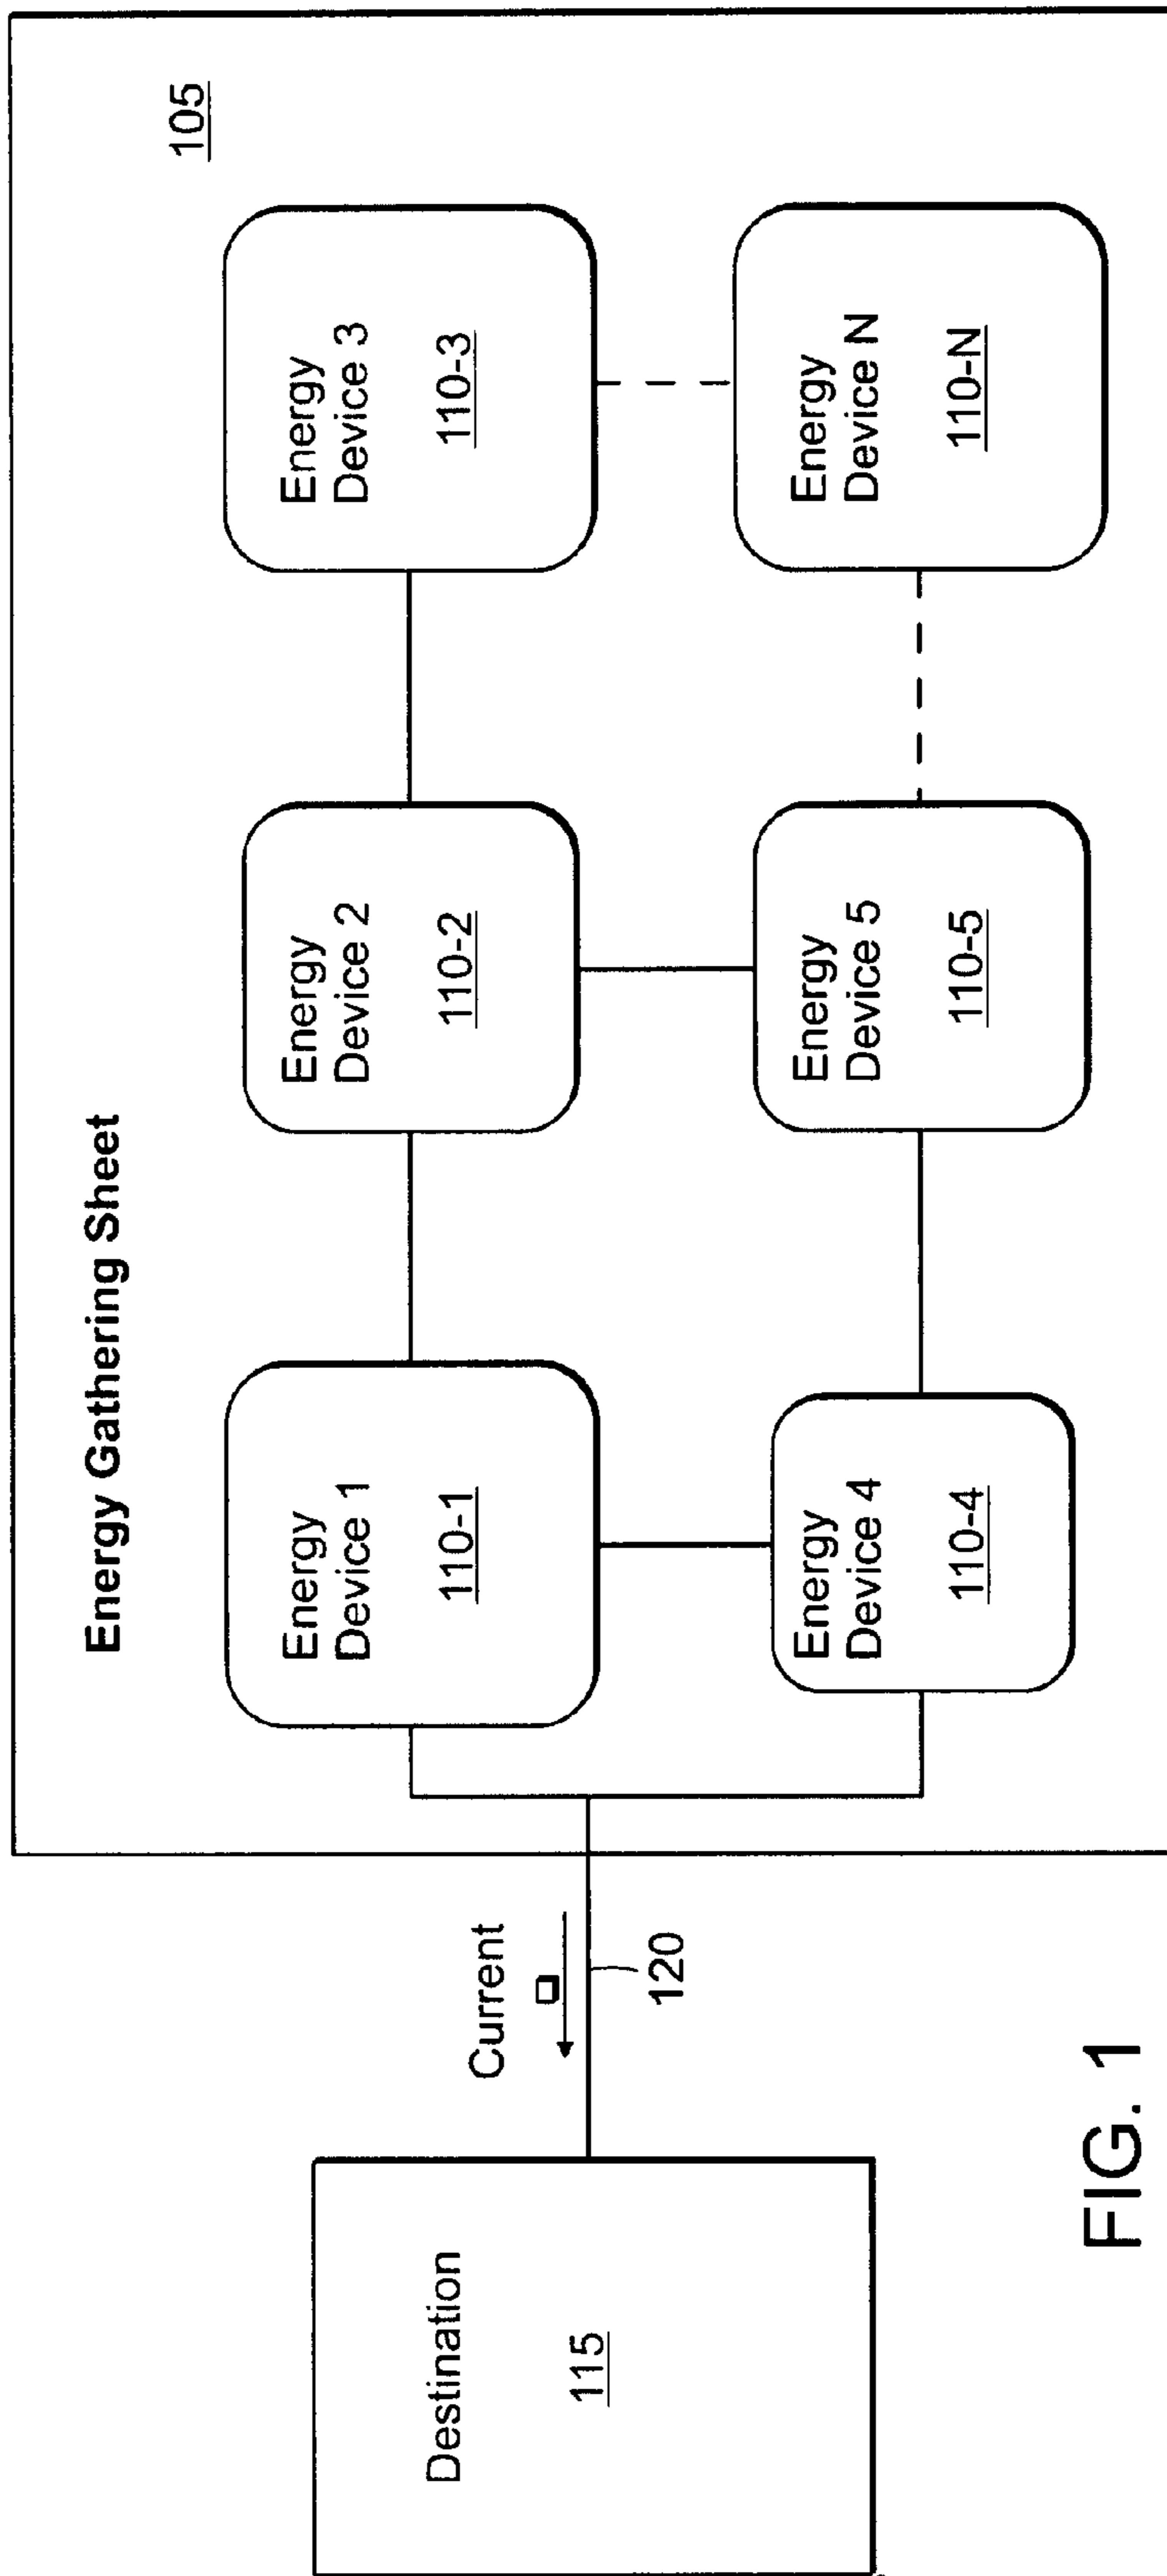 Energy Gathering Sheet
105
Energy
Device 1
110-1
Energy
Device 2
110-2
Energy
Device 3
110-3
Energy
Device 4
110-4
Energy
Device 5
110-5
Energy
Device N
110-N
Current
120
Destination
115
FIG. 1